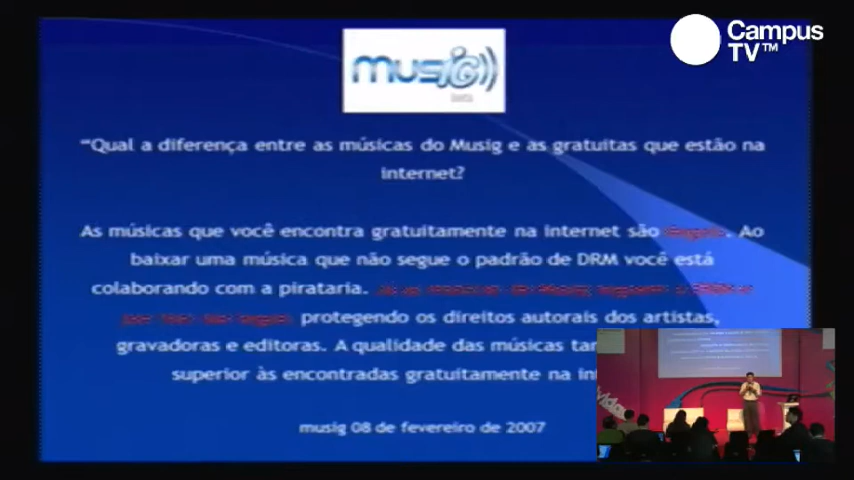 Campus
TV™
musig
“Qual a diferença entre as músicas do Musig e as gratuitas que estão na
internet?
As músicas que você encontra gratuitamente na internet são . Ao
baixar uma música que não segue o padrão de DRM você está
colaborando com a pirataria.
protegendo os direitos autorais dos artistas,
gravadoras e editoras. A qualidade das músicas
superior às encontradas gratuitamente na
musig 08 de fevereiro de 2007